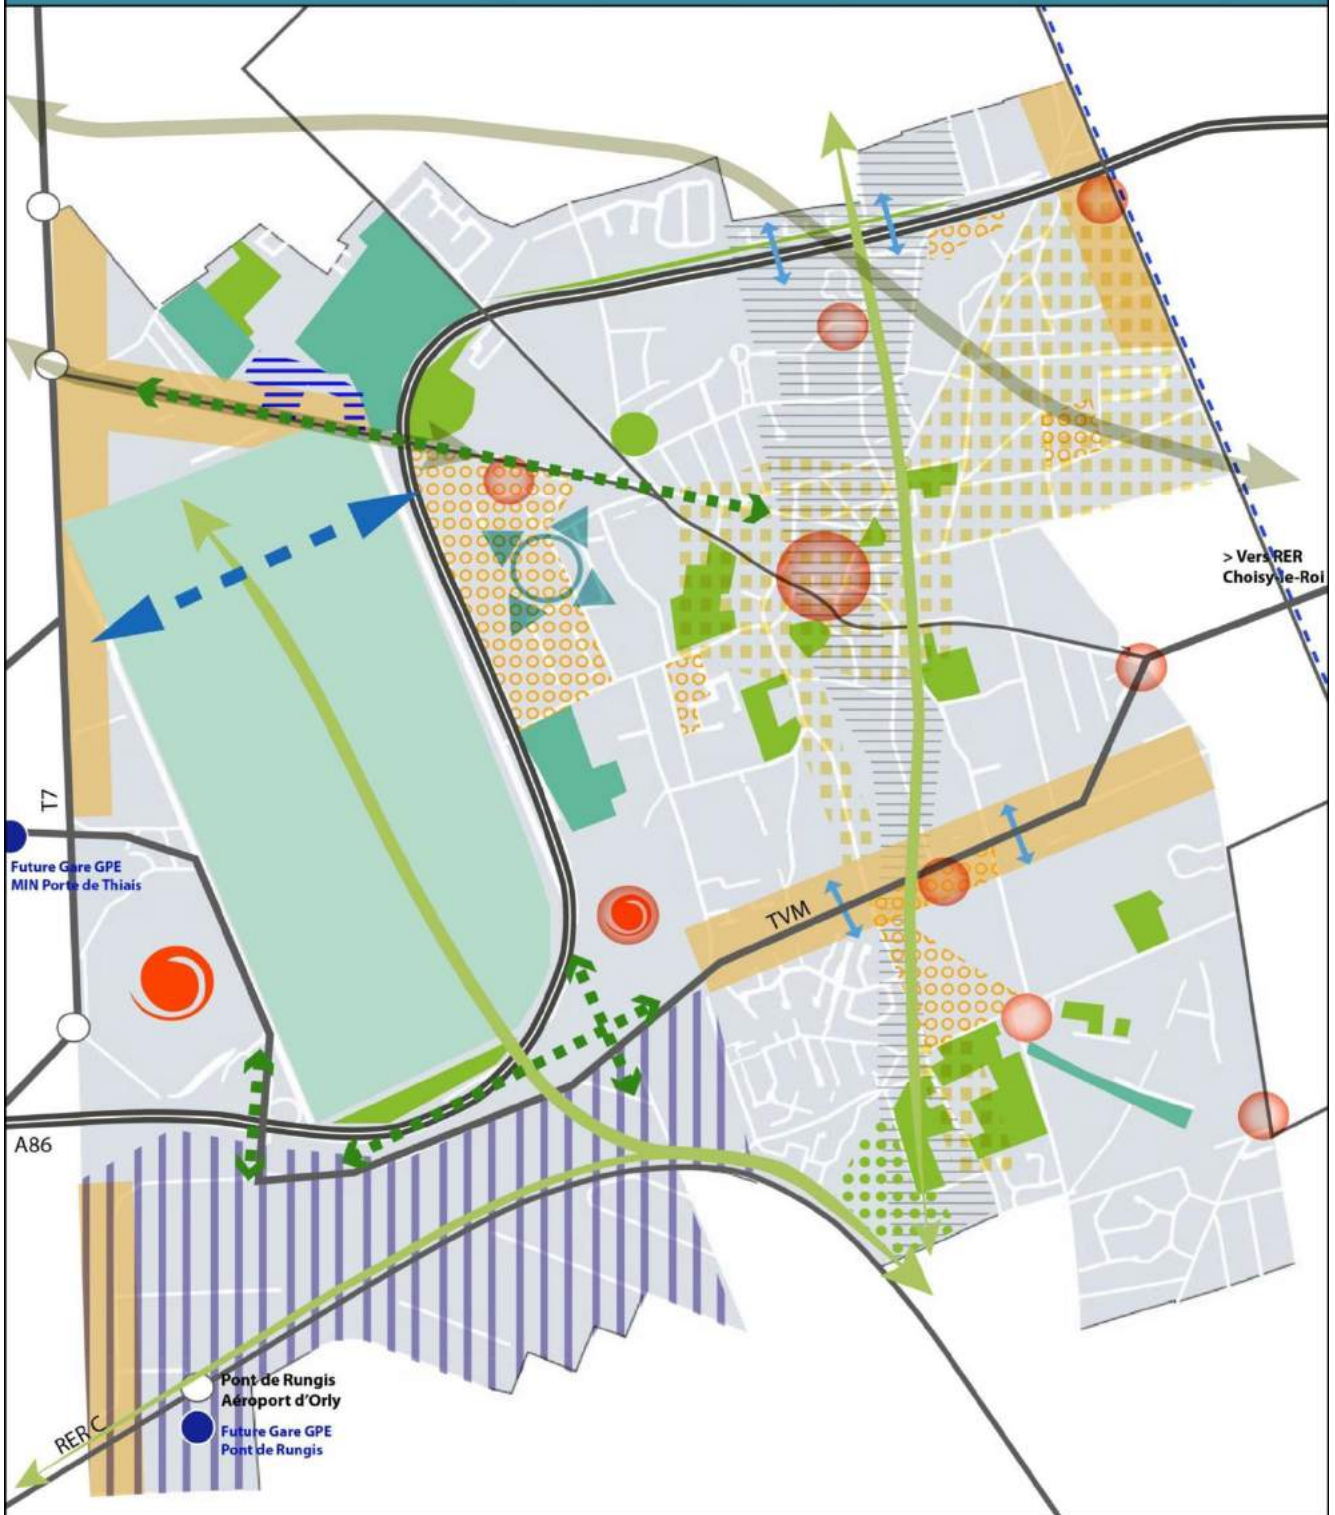 > Vers RER
Choisy-le-Roi
T7
Future Gare GPE
MIN Porte de Thiais
TVM
A86
Pont de Rungis
Aéroport d'Orly
Future Gare GPE
Pont de Rungis
RER C